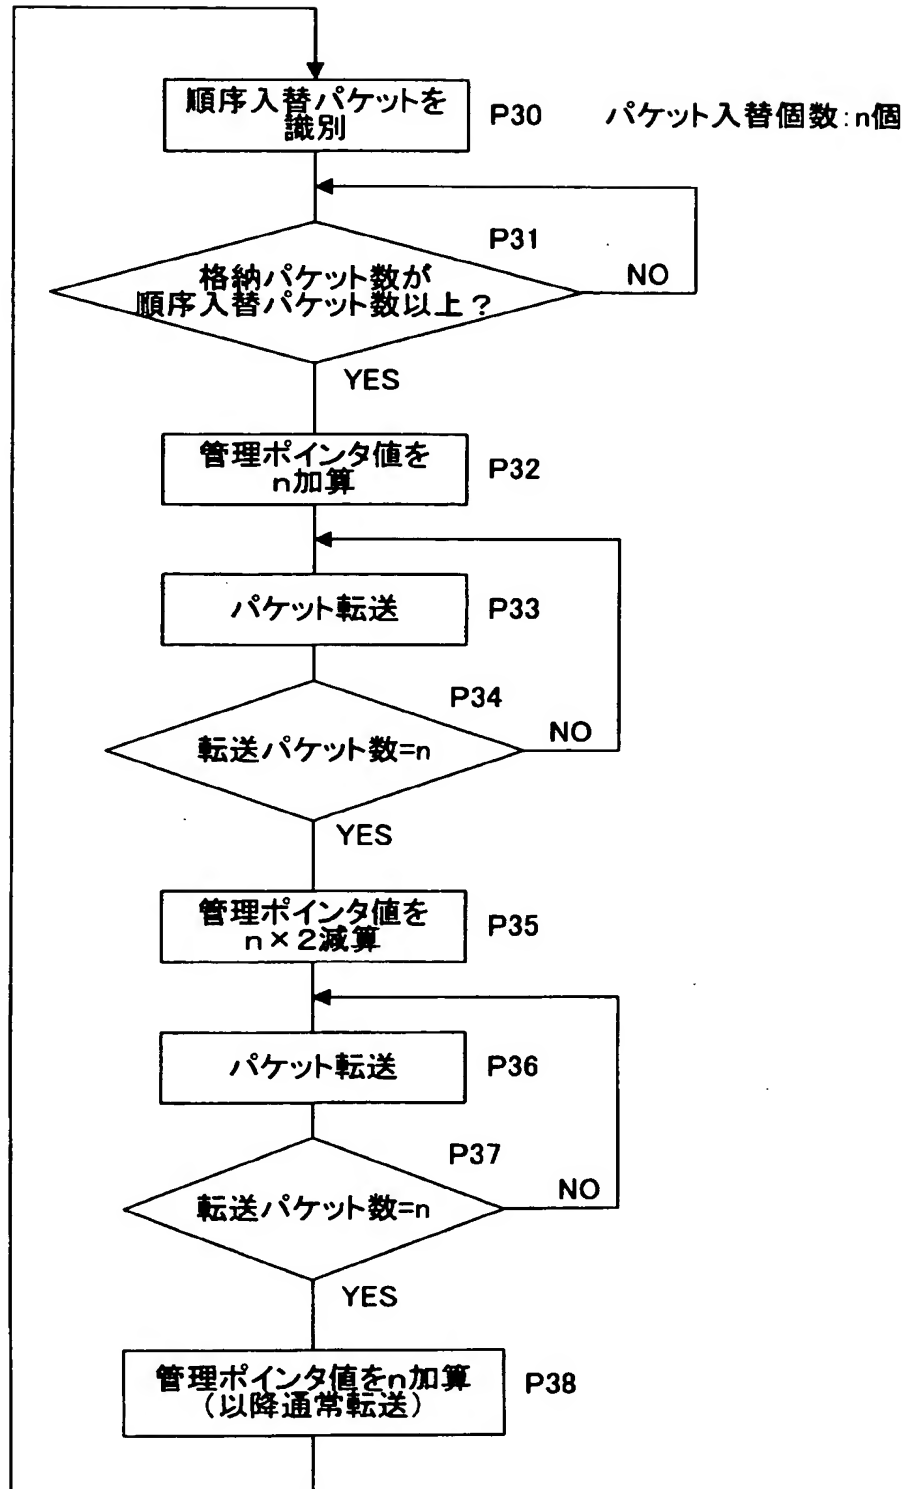 順序入替パケットを
識別
P30
パケット入替個数:n個
P31
格納パケット数が
順序入替パケット数以上?
NO
YES
管理ポインタ値を
n加算
P32
パケット転送
P33
P34
転送パケット数=n
NO
YES
管理ポインタ値を
n×2減算
P35
パケット転送
P36
P37
転送パケット数=n
NO
YES
管理ポインタ値をn加算
(以降通常転送)
P38